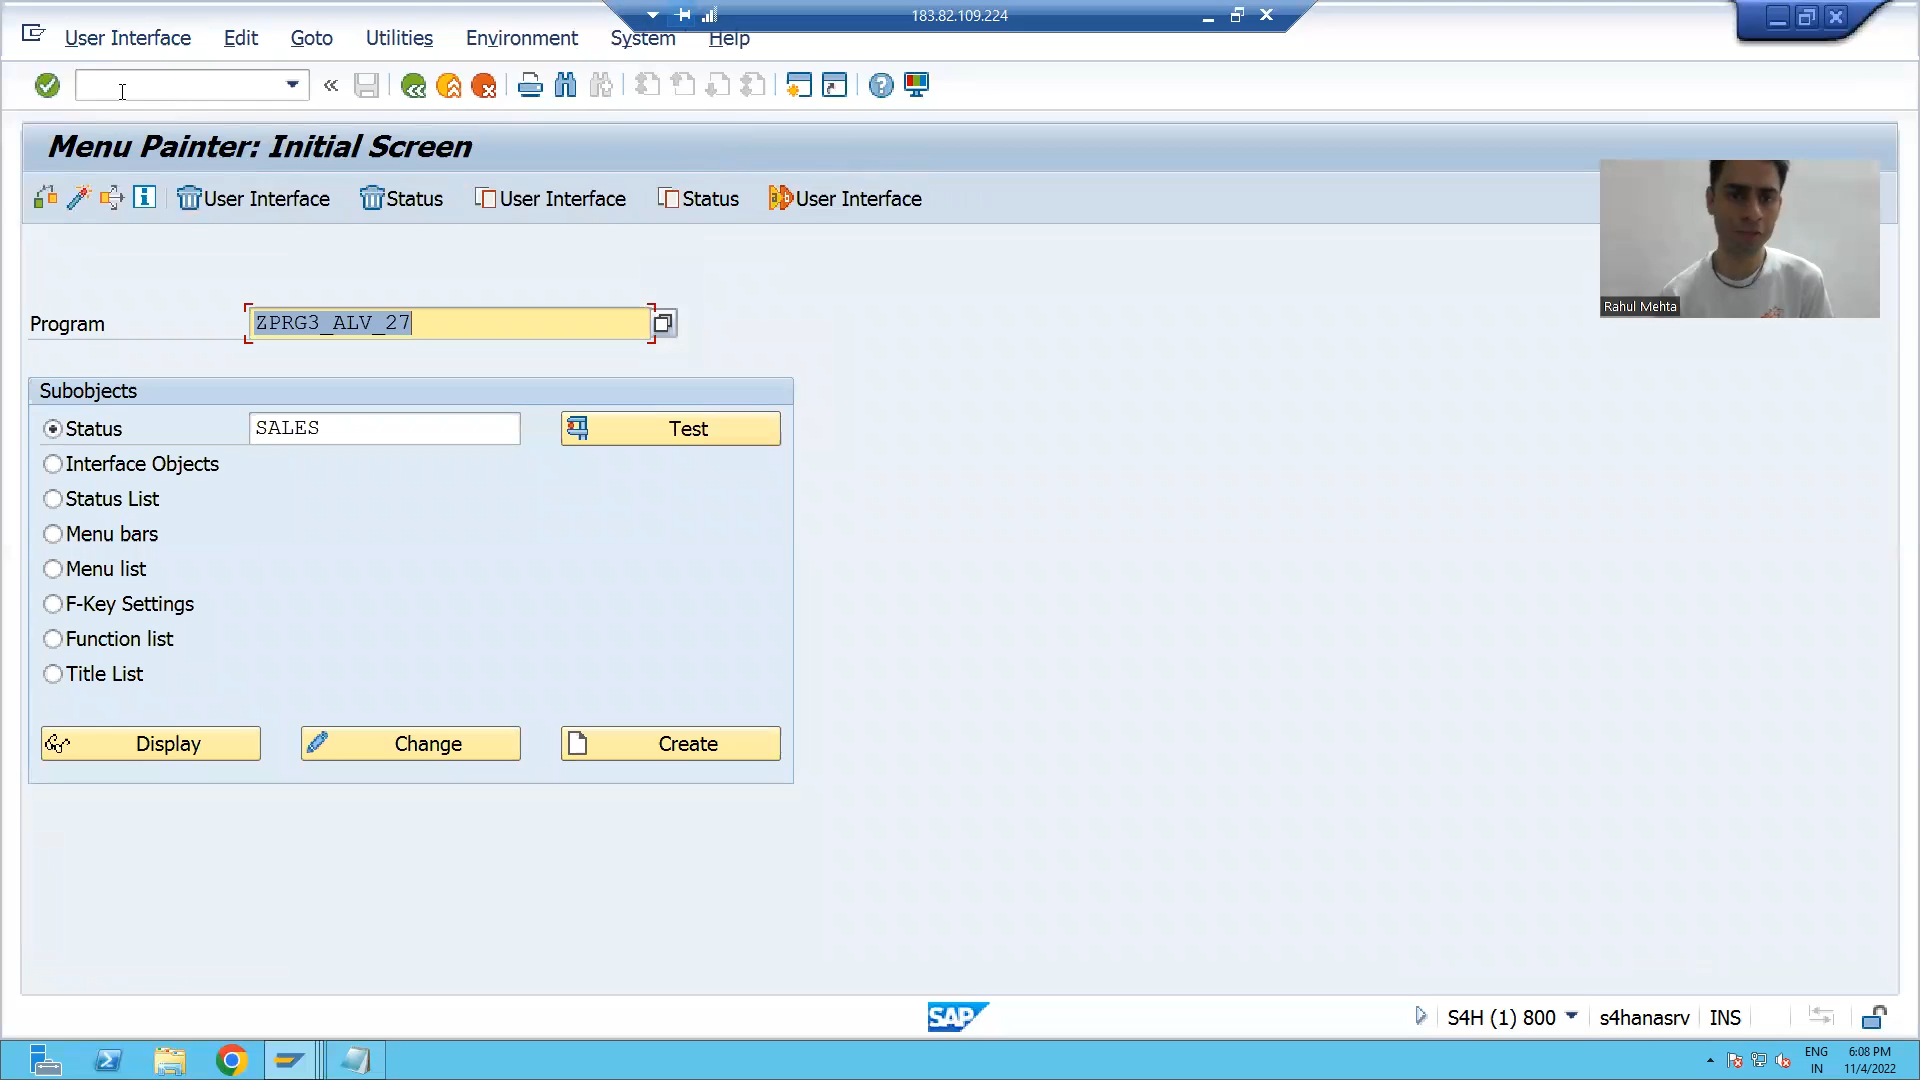 183.82.109.224
User Interface Edit Goto Utilities Environment System Help
Menu Painter: Initial Screen
User Interface Status User Interface Status User Interface
Rahul Mehta
Program ZPRG3_ALV_27
Subobjects
Status SALES Test
Interface Objects
Status List
Menu bars
Menu list
F-Key Settings
Function list
Title List
Display Change Create
SAP S4H (1) 800 s4hanasrv INS
ENG 6:08 PM
IN 11/4/2022